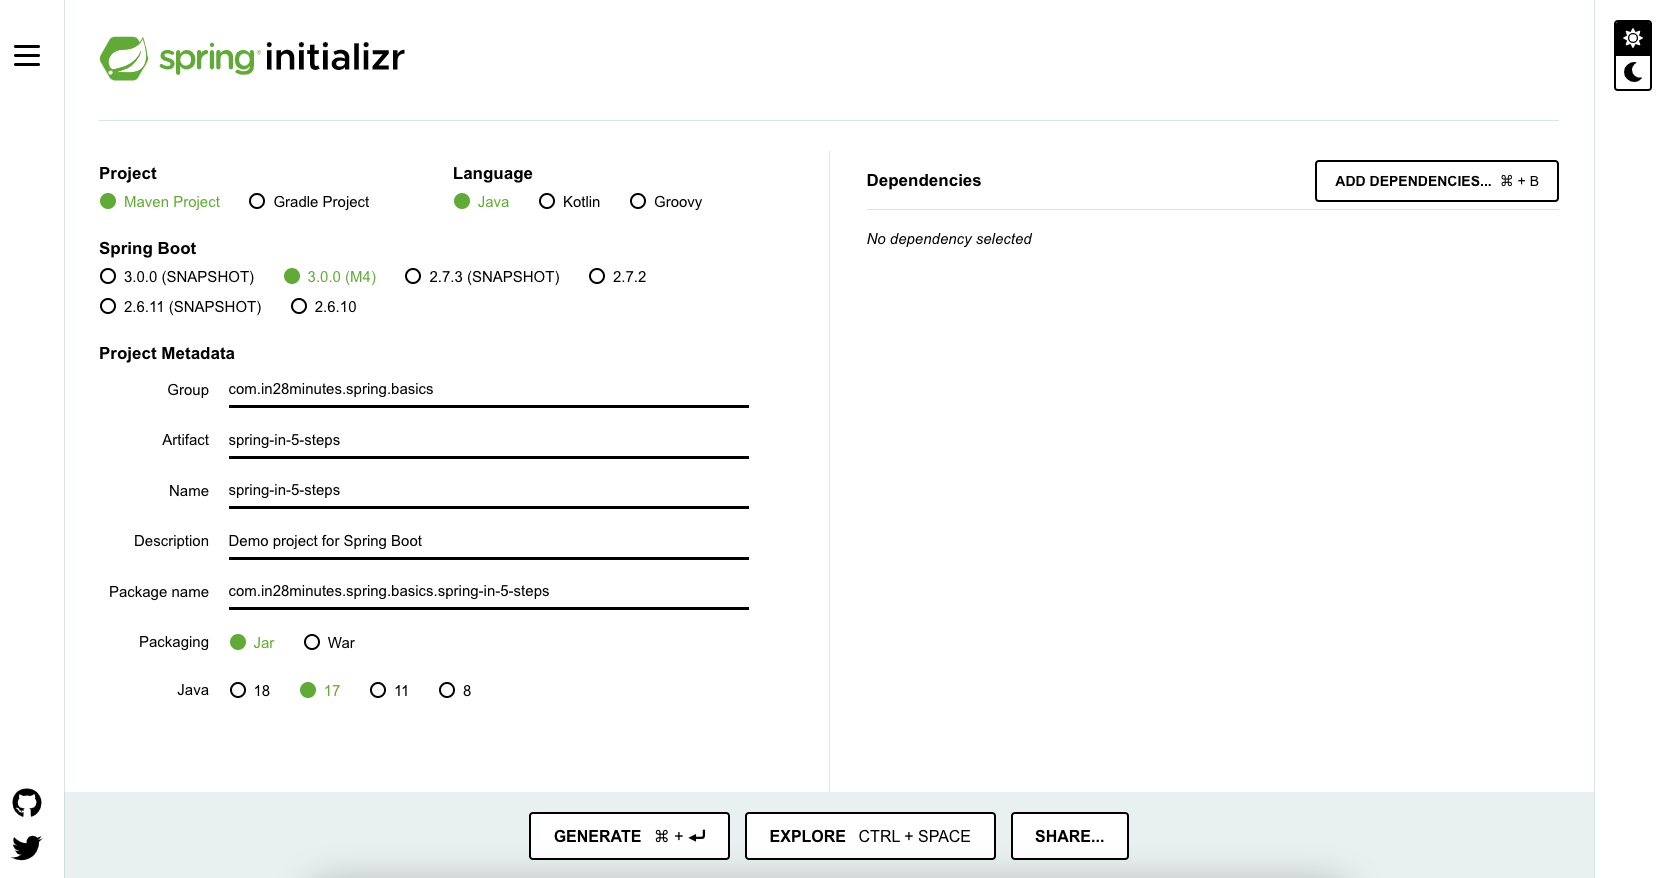 spring initializr
Project
Maven Project
Gradle Project
Language
Java
Kotlin
Groovy
Spring Boot
3.0.0 (SNAPSHOT)
3.0.0 (M4)
2.7.3 (SNAPSHOT)
2.7.2
2.6.11 (SNAPSHOT)
2.6.10
Project Metadata
Group
com.in28minutes.spring.basics
Artifact
spring-in-5-steps
Name
spring-in-5-steps
Description
Demo project for Spring Boot
Package name
com.in28minutes.spring.basics.spring-in-5-steps
Packaging
Jar
War
Java
18
17
11
8
Dependencies
ADD DEPENDENCIES... ⌘ + B
No dependency selected
GENERATE ⌘ + ⏎
EXPLORE CTRL + SPACE
SHARE...